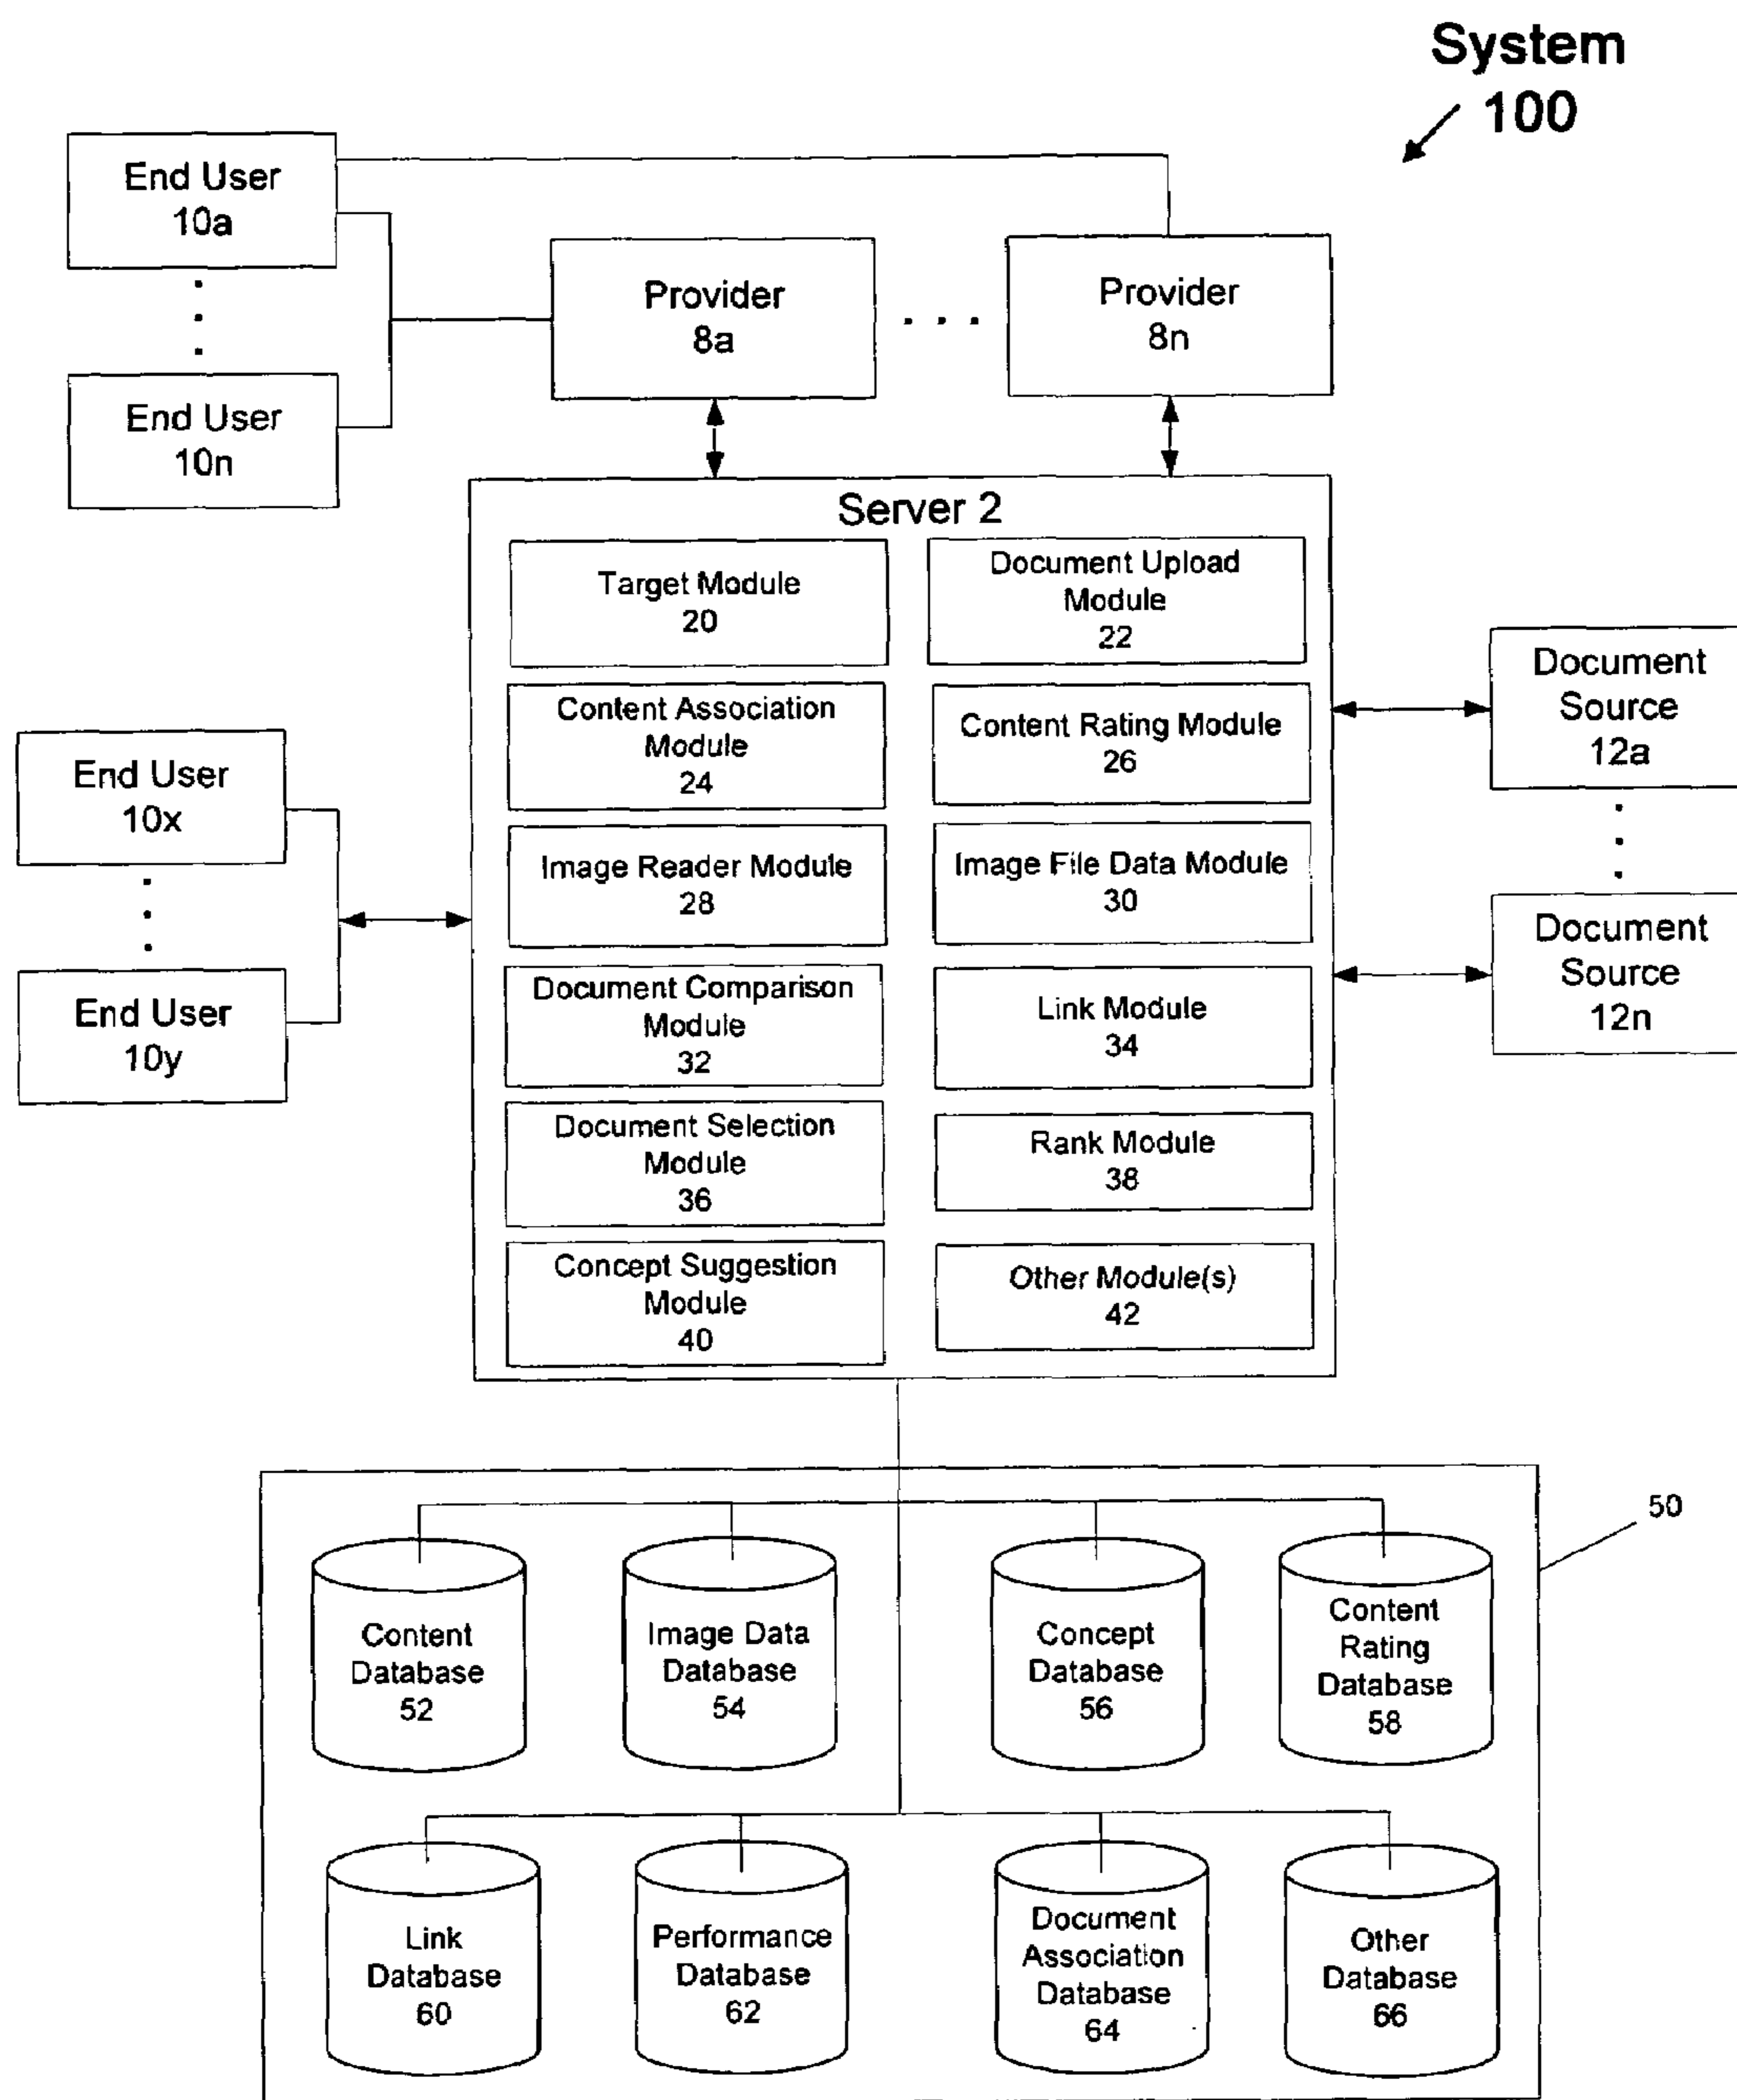 System
100
End User
10a
.
.
.
End User
10n
Provider
8a
. . .
Provider
8n
Server 2
Target Module
20
Document Upload
Module
22
Content Association
Module
24
Content Rating Module
26
Image Reader Module
28
Image File Data Module
30
Document Comparison
Module
32
Link Module
34
Document Selection
Module
36
Rank Module
38
Concept Suggestion
Module
40
Other Module(s)
42
End User
10x
.
.
.
End User
10y
Document
Source
12a
.
.
.
Document
Source
12n
50
Content
Database
52
Image Data
Database
54
Concept
Database
56
Content
Rating
Database
58
Link
Database
60
Performance
Database
62
Document
Association
Database
64
Other
Database
66